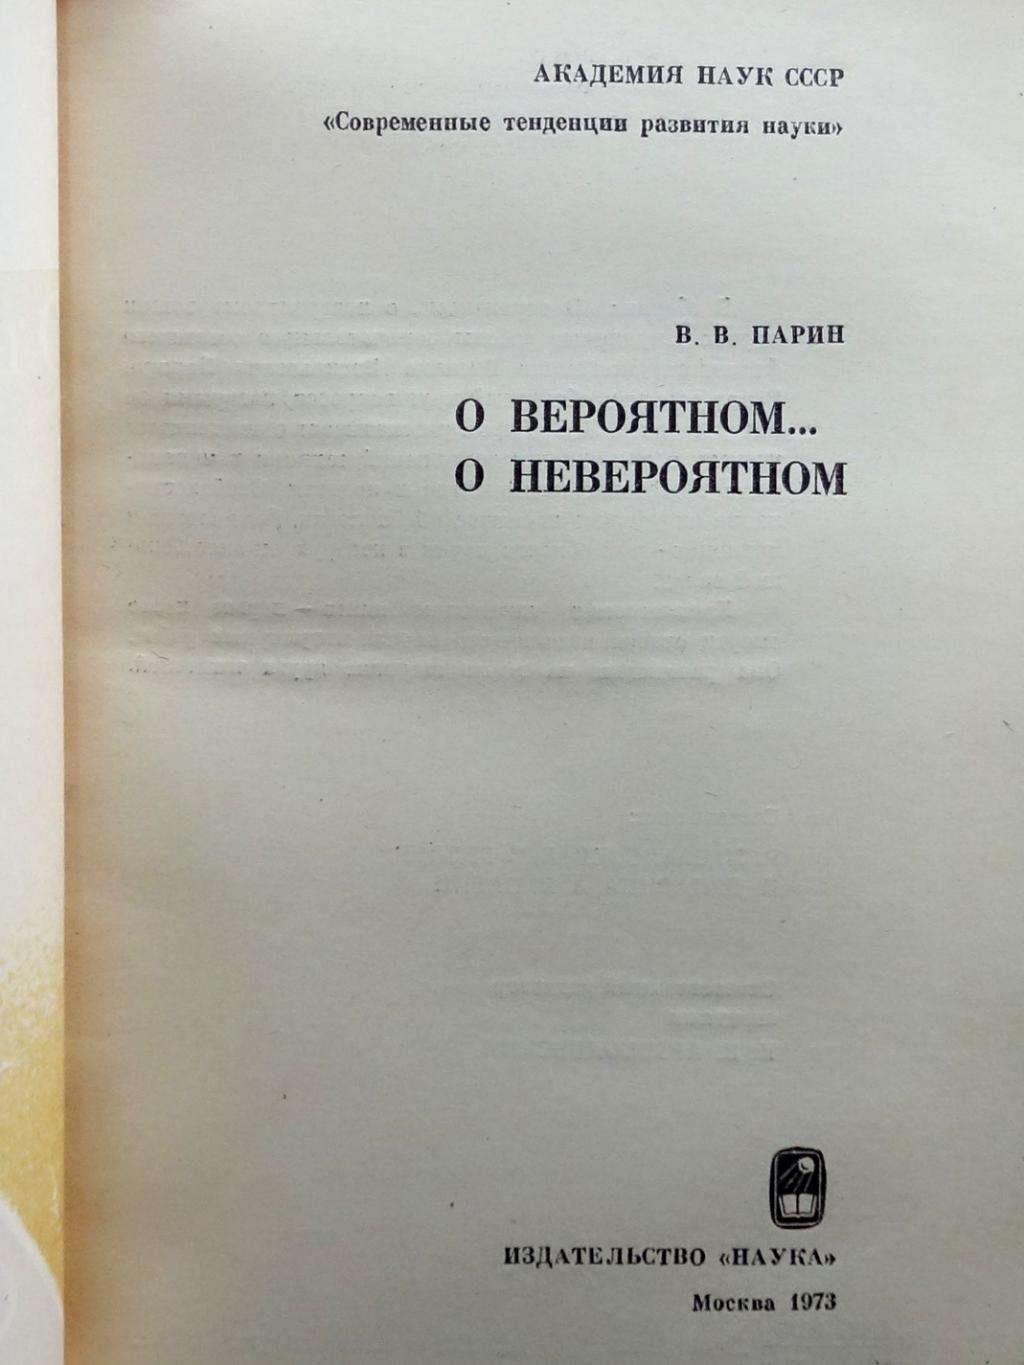 АКАДЕМИЯ НАУК СССР
«Современные тенденции развития науки»
В. В. ПАРИН
О ВЕРОЯТНОМ...
О НЕВЕРОЯТНОМ
ИЗДАТЕЛЬСТВО «НАУКА»
Москва 1973